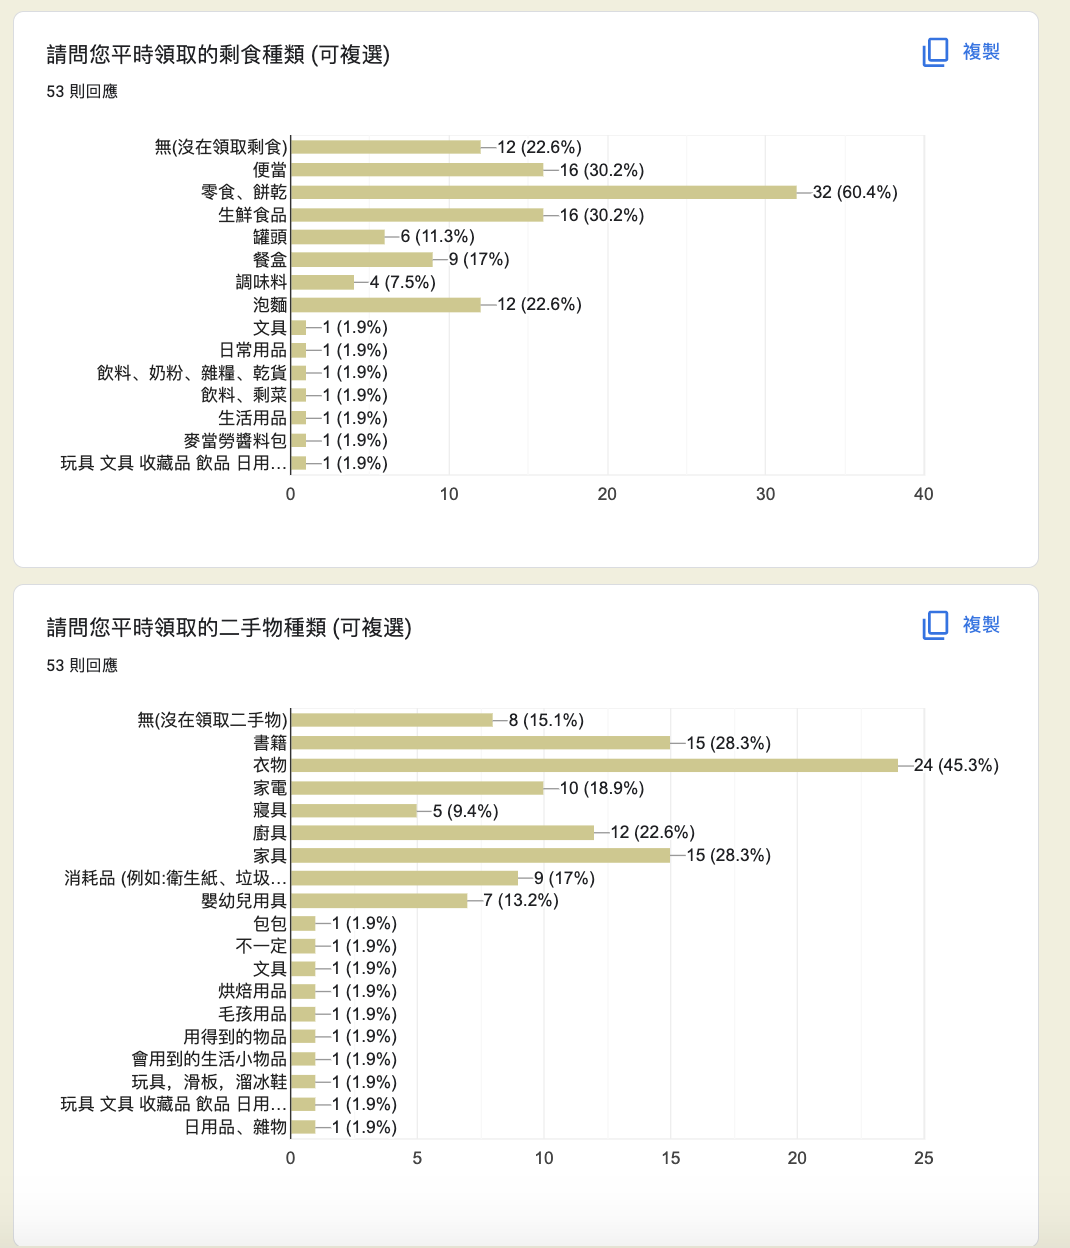 請問您平時領取的剩食種類 (可複選)
複製
53 則回應
無(沒在領取剩食) 12 (22.6%)
便當 16 (30.2%)
零食、餅乾 32 (60.4%)
生鮮食品 16 (30.2%)
罐頭 6 (11.3%)
餐盒 9 (17%)
調味料 4 (7.5%)
泡麵 12 (22.6%)
文具 1 (1.9%)
日常用品 1 (1.9%)
飲料、奶粉、雜糧、乾貨 1 (1.9%)
飲料、剩菜 1 (1.9%)
生活用品 1 (1.9%)
麥當勞醬料包 1 (1.9%)
玩具 文具 收藏品 飲品 日用… 1 (1.9%)
0 10 20 30 40
請問您平時領取的二手物種類 (可複選)
複製
53 則回應
無(沒在領取二手物) 8 (15.1%)
書籍 15 (28.3%)
衣物 24 (45.3%)
家電 10 (18.9%)
寢具 5 (9.4%)
廚具 12 (22.6%)
家具 15 (28.3%)
消耗品 (例如:衛生紙、垃圾… 9 (17%)
嬰幼兒用具 7 (13.2%)
包包 1 (1.9%)
不一定 1 (1.9%)
文具 1 (1.9%)
烘焙用品 1 (1.9%)
毛孩用品 1 (1.9%)
用得到的物品 1 (1.9%)
會用到的生活小物品 1 (1.9%)
玩具，滑板，溜冰鞋 1 (1.9%)
玩具 文具 收藏品 飲品 日用… 1 (1.9%)
日用品、雜物 1 (1.9%)
0 5 10 15 20 25